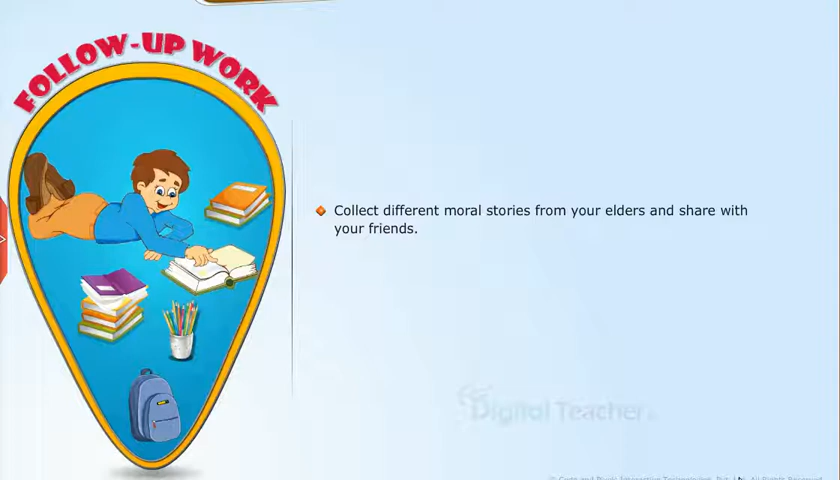 FOLLOW-UP WORK
Collect different moral stories from your elders and share with
your friends.
Digital Teacher